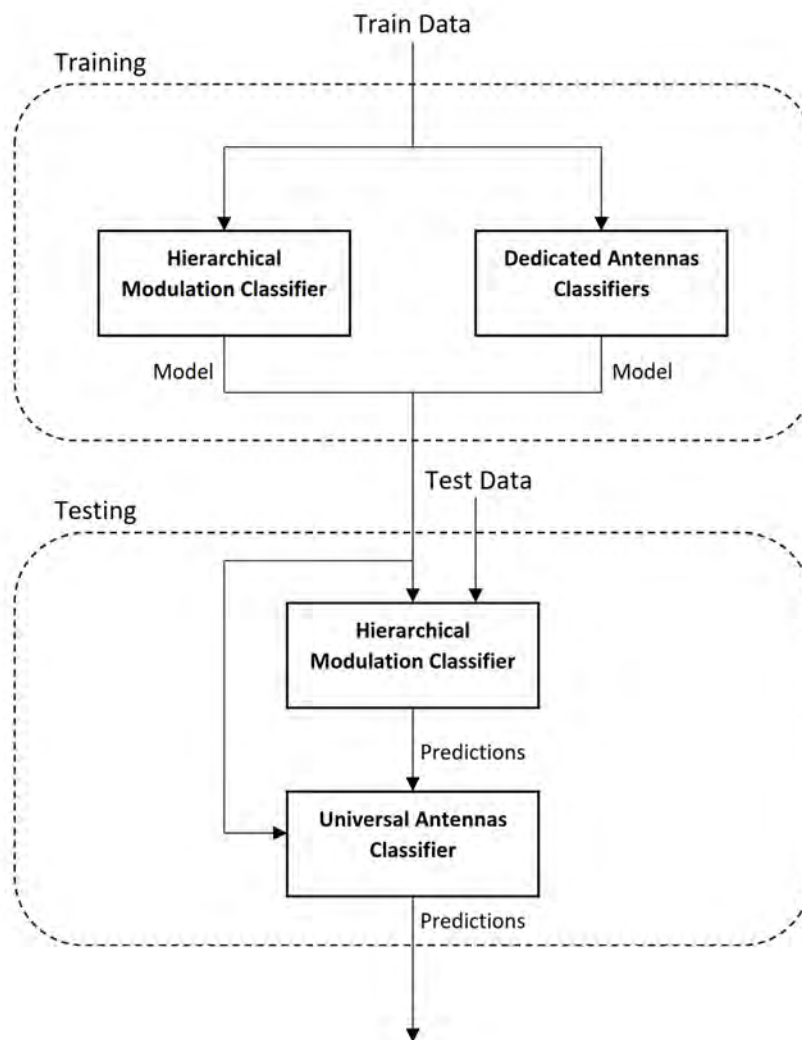 Train Data
Training
Hierarchical
Modulation Classifier
Dedicated Antennas
Classifiers
Model
Model
Test Data
Testing
Hierarchical
Modulation Classifier
Predictions
Universal Antennas
Classifier
Predictions